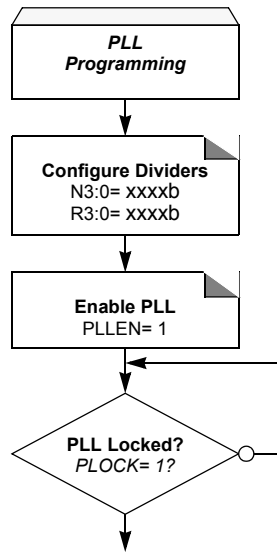 PLL
Programming
Configure Dividers
N3:0= xxxxb
R3:0= xxxxb
Enable PLL
PLLEN= 1
PLL Locked?
PLOCK= 1?